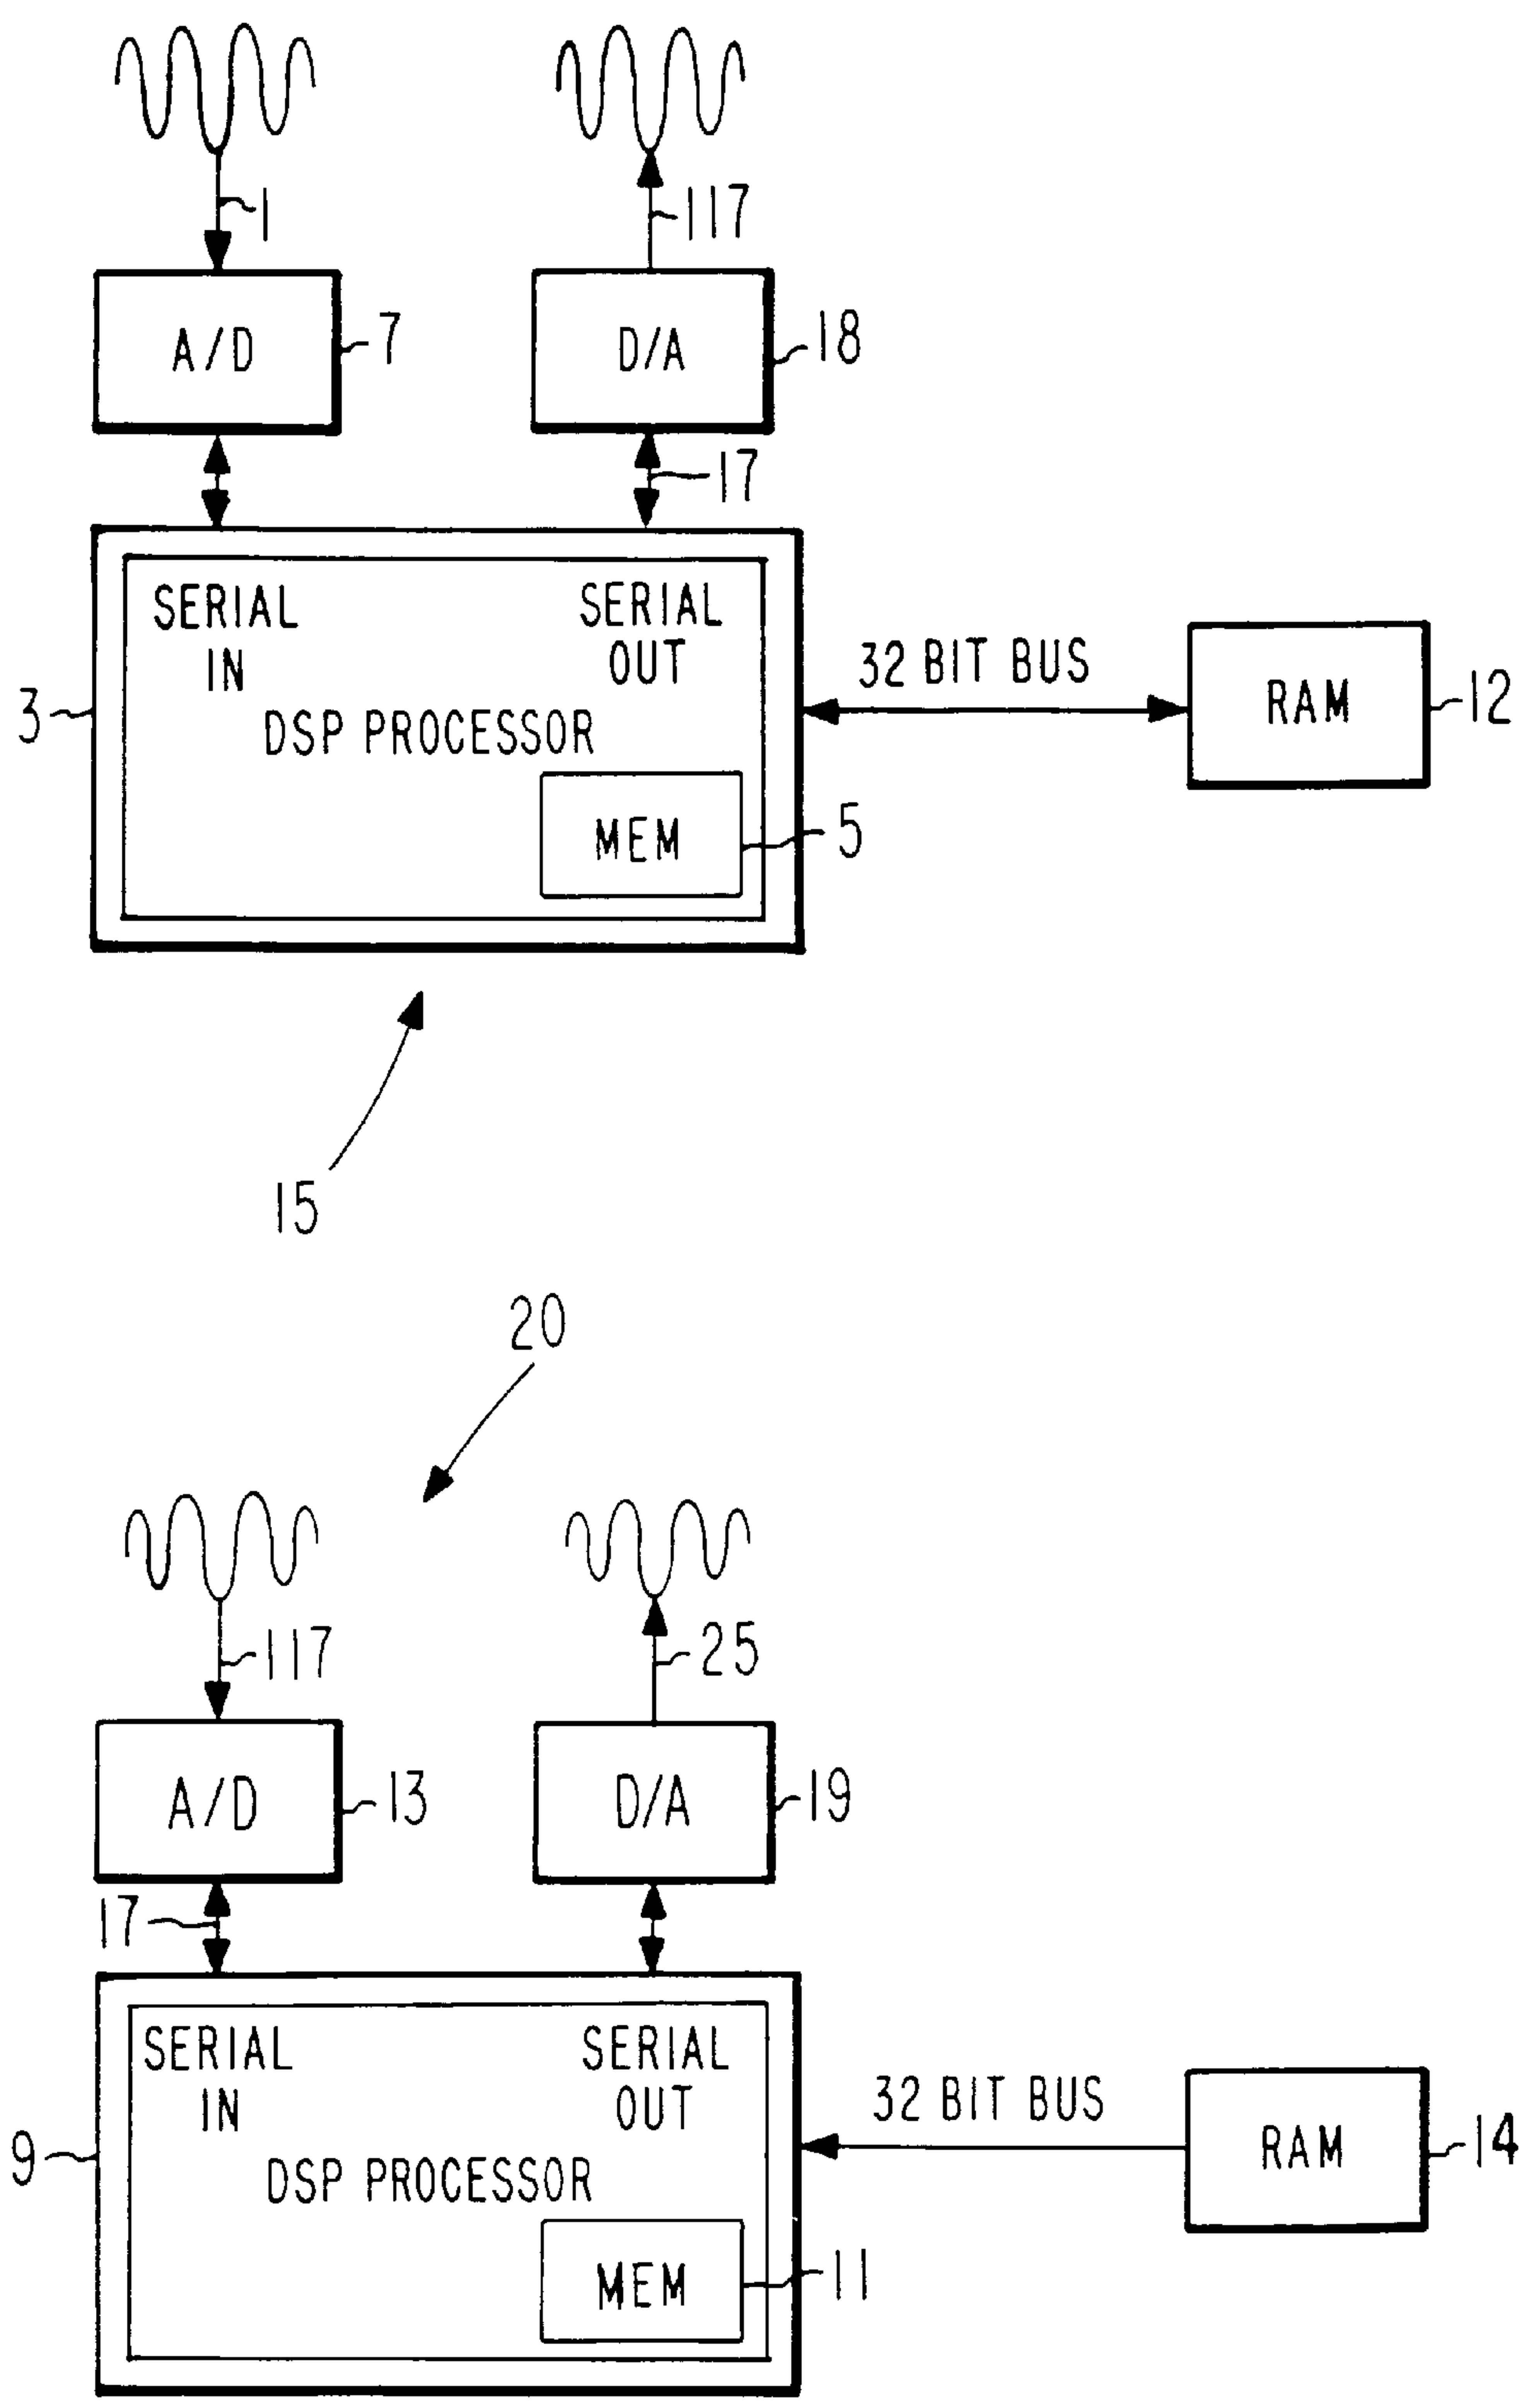 1
117
A/D
7
D/A
18
17
SERIAL
IN
SERIAL
OUT
32 BIT BUS
3
DSP PROCESSOR
RAM
12
MEM
5
15
20
117
25
A/D
13
D/A
19
17
SERIAL
IN
SERIAL
OUT
32 BIT BUS
9
DSP PROCESSOR
RAM
14
MEM
11